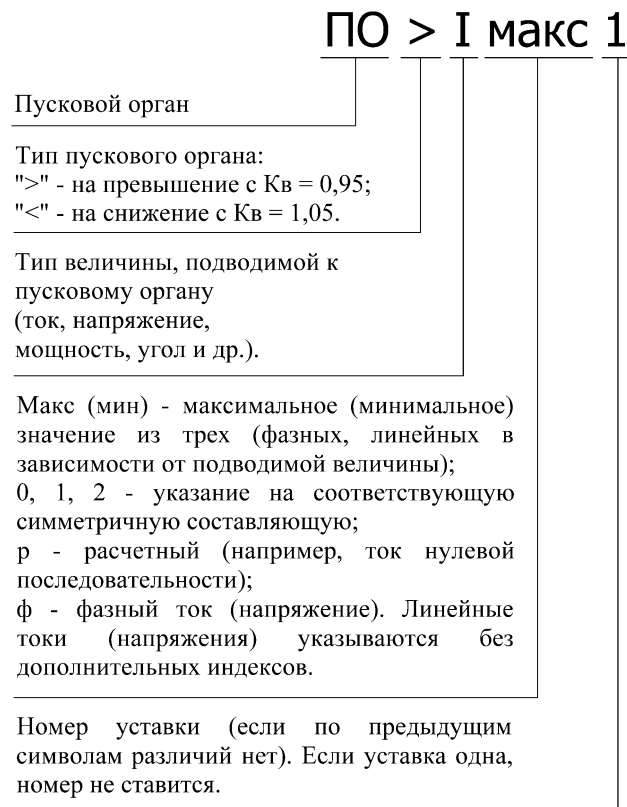 ПО > I макс 1
Пусковой орган
Тип пускового органа:
">" - на превышение с Кв = 0,95;
"<" - на снижение с Кв = 1,05.
Тип величины, подводимой к
пусковому органу
(ток, напряжение,
мощность, угол и др.).
Макс (мин) - максимальное (минимальное)
значение из трех (фазных, линейных в
зависимости от подводимой величины);
0, 1, 2 - указание на соответствующую
симметричную составляющую;
р - расчетный (например, ток нулевой
последовательности);
ф - фазный ток (напряжение). Линейные
токи (напряжения) указываются без
дополнительных индексов.
Номер уставки (если по предыдущим
символам различий нет). Если уставка одна,
номер не ставится.